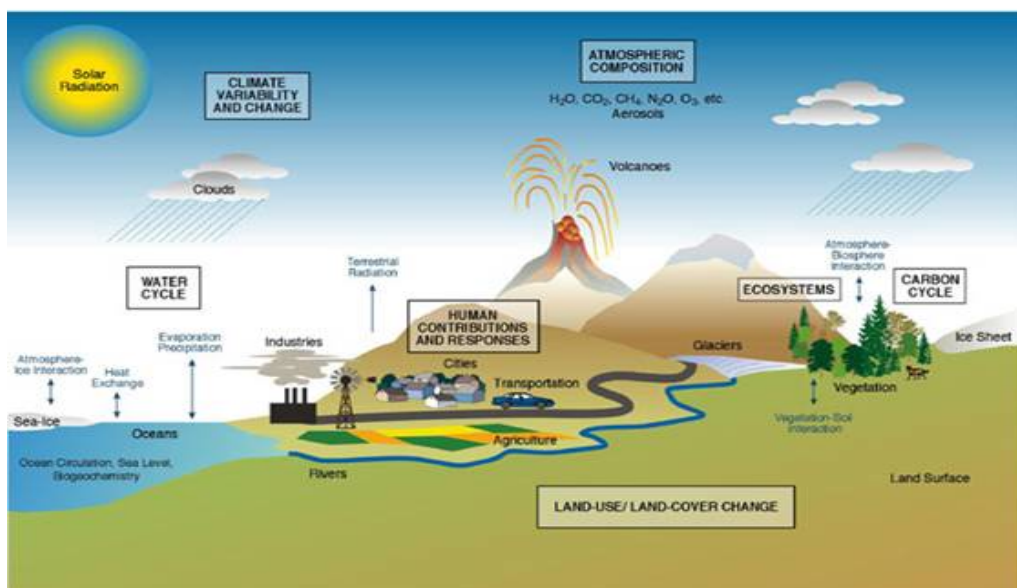 Solar
Radiation
CLIMATE
VARIABILITY
AND CHANGE
ATMOSPHERIC
COMPOSITION
H₂O, CO₂, CH₄, N₂O, O₃, etc.
Aerosols
Volcanoes
Clouds
Atmosphere-
Biosphere
Interaction
Terrestrial
Radiation
WATER
CYCLE
ECOSYSTEMS
CARBON
CYCLE
HUMAN
CONTRIBUTIONS
AND RESPONSES
Evaporation
Precipitation
Industries
Glaciers
Ice Sheet
Atmosphere-
Ice Interaction
Heat
Exchange
Cities
Transportation
Vegetation
Sea-Ice
Oceans
Agriculture
Vegetation-Soil
Interaction
Ocean Circulation, Sea Level,
Biogeochemistry
Rivers
Land Surface
LAND-USE/ LAND-COVER CHANGE